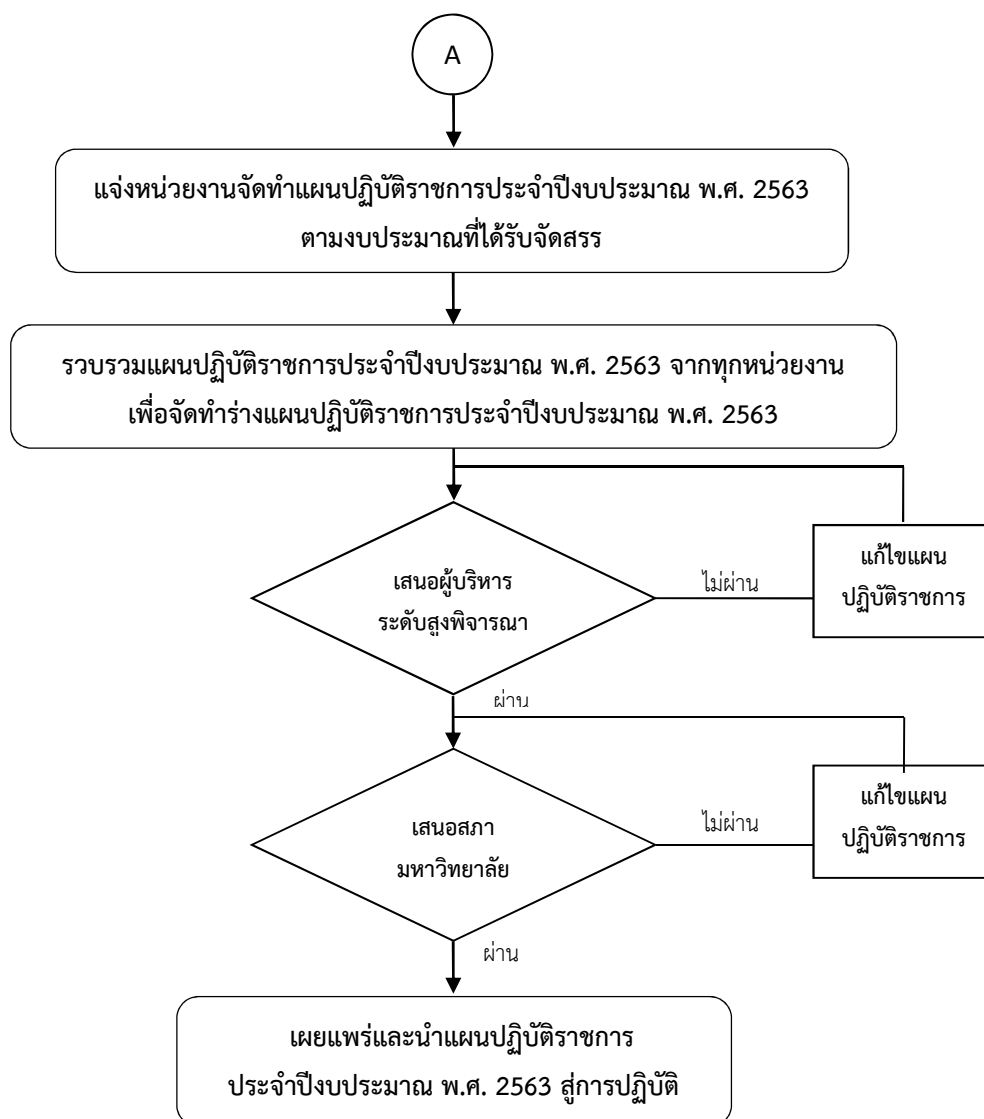 A
แจ้งหน่วยงานจัดทำแผนปฏิบัติราชการประจำปีงบประมาณ พ.ศ. 2563
ตามงบประมาณที่ได้รับจัดสรร
รวบรวมแผนปฏิบัติราชการประจำปีงบประมาณ พ.ศ. 2563 จากทุกหน่วยงาน
เพื่อจัดทำร่างแผนปฏิบัติราชการประจำปีงบประมาณ พ.ศ. 2563
เสนอผู้บริหาร
ระดับสูงพิจารณา
ไม่ผ่าน
แก้ไขแผน
ปฏิบัติราชการ
ผ่าน
เสนอสภา
มหาวิทยาลัย
ไม่ผ่าน
แก้ไขแผน
ปฏิบัติราชการ
ผ่าน
เผยแพร่และนำแผนปฏิบัติราชการ
ประจำปีงบประมาณ พ.ศ. 2563 สู่การปฏิบัติ